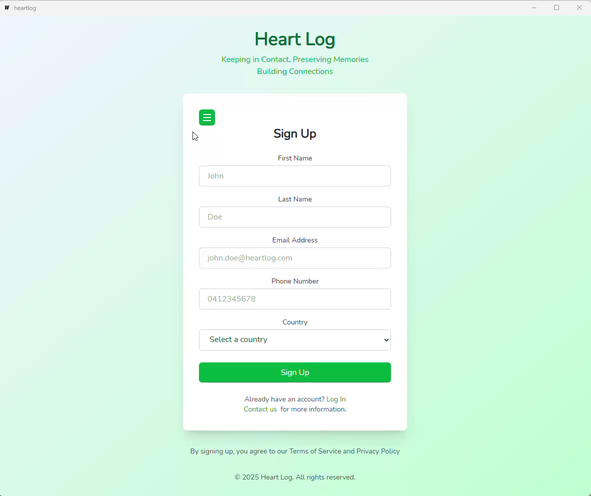 heartlog
Heart Log
Keeping in Contact, Preserving Memories
Building Connections
Sign Up
First Name
John
Last Name
Doe
Email Address
john.doe@heartlog.com
Phone Number
0412345678
Country
Select a country
Sign Up
Already have an account? Log In
Contact us for more information.
By signing up, you agree to our Terms of Service and Privacy Policy
© 2025 Heart Log. All rights reserved.